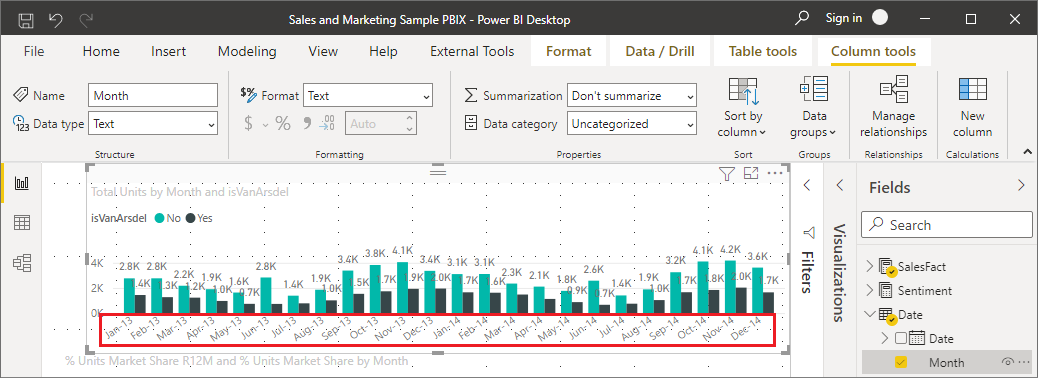 Sales and Marketing Sample PBIX - Power BI Desktop
Sign in
File Home Insert Modeling View Help External Tools Format Data / Drill Table tools Column tools
Name Month
Data type Text
Structure
$% Format Text
$ % Auto
Formatting
Summarization Don't summarize
Data category Uncategorized
Properties
Sort by column
Sort
Data groups
Groups
Manage relationships
Relationships
New column
Calculations
Total Units by Month and isVanArsdel
isVanArsdel No Yes
4K
2K
0K
2.8K 2.8K 2.2K 1.9K 1.6K 2.8K 1.4K 1.9K 3.4K 3.8K 4.1K 3.4K 3.1K 3.1K 2.3K 2.1K 1.8K 2.6K 1.4K 1.9K 3.2K 4.1K 4.2K 3.6K
1.3K 1.2K 1.0K 0.7K 1.0K 1.5K 1.7K 1.9K 2.0K 1.7K 1.6K 0.9K 0.7K 1.0K 1.7K 1.8K 2.0K 1.7K
Jan-13 Feb-13 Mar-13 Apr-13 May-13 Jun-13 Jul-13 Aug-13 Sep-13 Oct-13 Nov-13 Dec-13 Jan-14 Feb-14 Mar-14 Apr-14 May-14 Jun-14 Jul-14 Aug-14 Sep-14 Oct-14 Nov-14 Dec-14
% Units Market Share R12M and % Units Market Share by Month
Filters
Visualizations
Fields
Search
SalesFact
Sentiment
Date
Date
Month